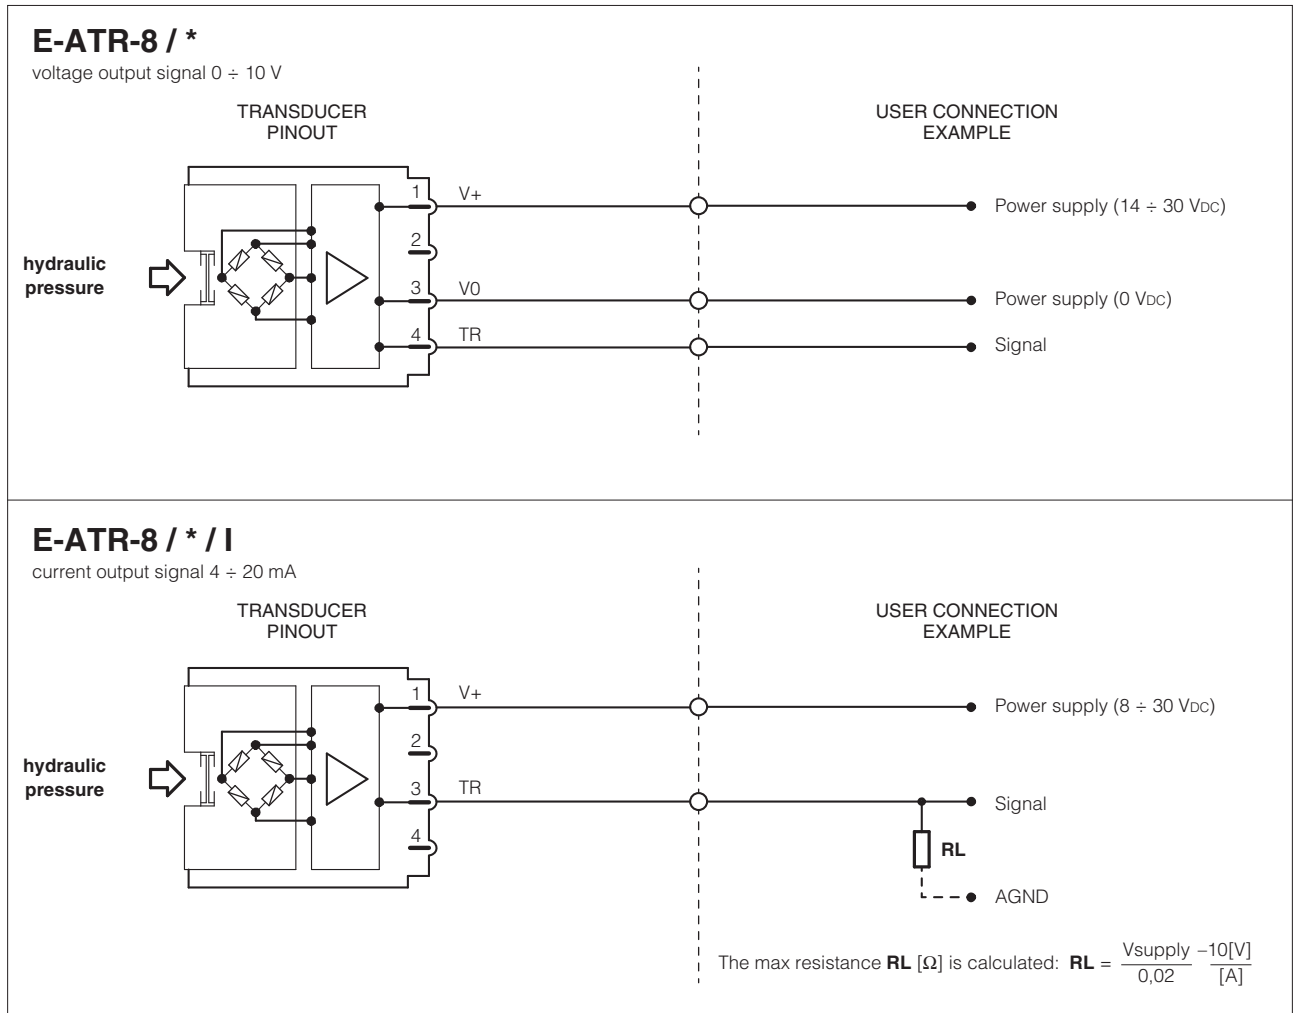 E-ATR-8 / *
voltage output signal 0 ÷ 10 V
TRANSDUCER
PINOUT
USER CONNECTION
EXAMPLE
hydraulic
pressure
1
V+
Power supply (14 ÷ 30 VDC)
2
3
V0
Power supply (0 VDC)
4
TR
Signal
E-ATR-8 / * / I
current output signal 4 ÷ 20 mA
TRANSDUCER
PINOUT
USER CONNECTION
EXAMPLE
hydraulic
pressure
1
V+
Power supply (8 ÷ 30 VDC)
2
3
TR
Signal
4
RL
AGND
The max resistance RL [Ω] is calculated: RL = Vsupply –10[V]
0,02 [A]